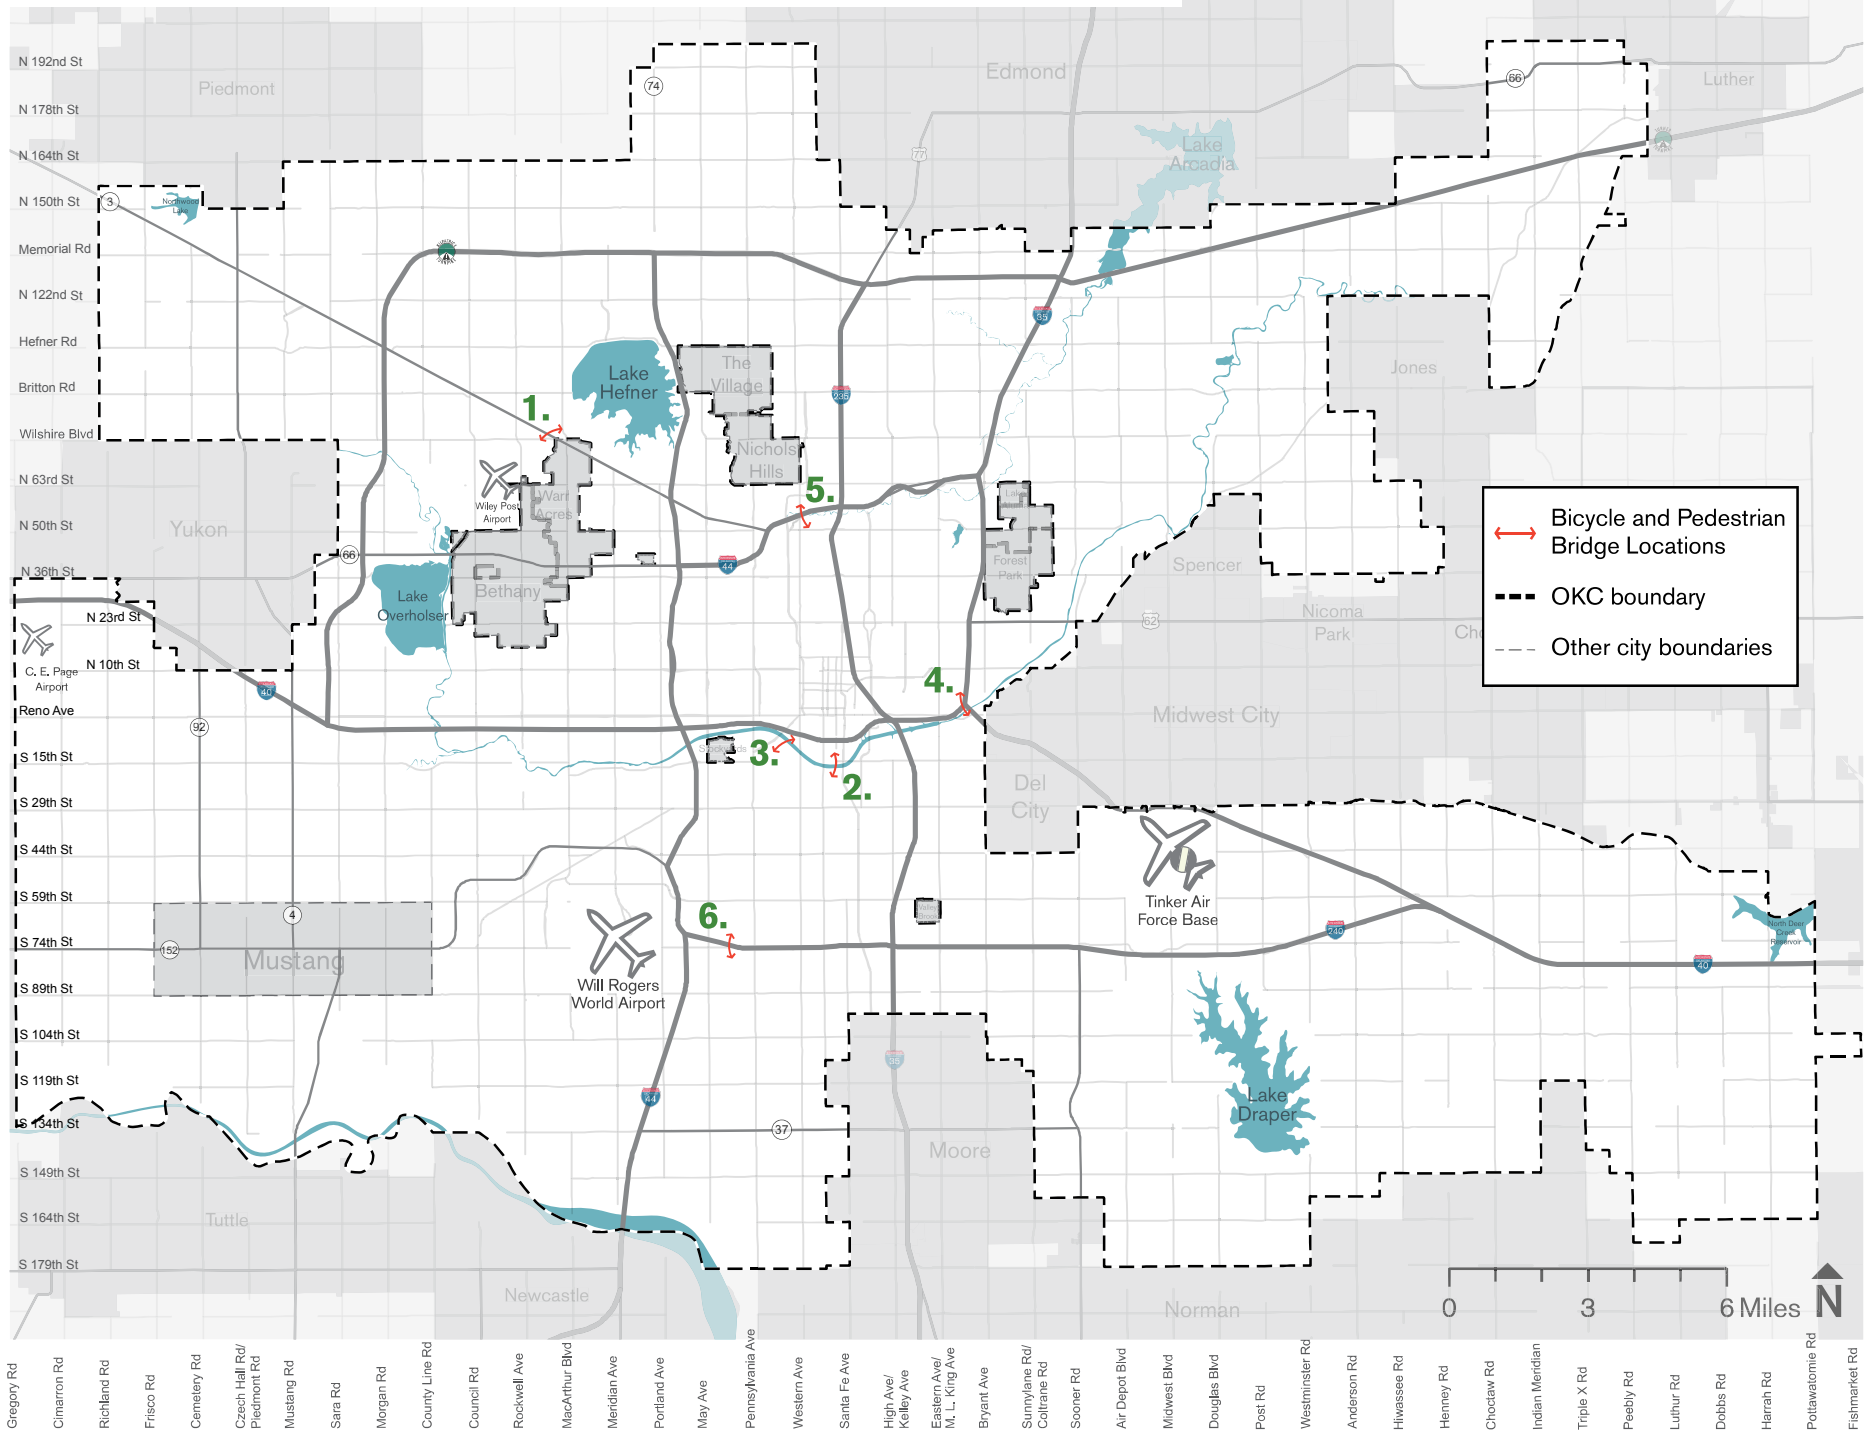 N 192nd St
N 178th St
N 164th St
N 150th St
Memorial Rd
N 122nd St
Hefner Rd
Britton Rd
Wilshire Blvd
N 63rd St
N 50th St
N 36th St
N 23rd St
N 10th St
Reno Ave
S 15th St
S 29th St
S 44th St
S 59th St
S 74th St
S 89th St
S 104th St
S 119th St
S 134th St
S 149th St
S 164th St
S 179th St
Piedmont
Edmond
Luther
74
66
77
3
Northwood
Lake
Lake
Arcadia
35
Lake
Hefner
The
Village
235
Jones
1.
Nichols
Hills
5.
Wiley Post
Airport
Warr
Acres
Lake
Yukon
66
44
Forest
Park
Spencer
Bethany
Lake
Overholser
62
Nicoma
Park
C. E. Page
Airport
40
92
4.
Midwest City
3.
2.
Del
City
Tinker Air
Force Base
6.
4
152
Mustang
Will Rogers
World Airport
240
40
North Deer
Creek
Reservoir
35
44
37
Moore
Lake
Draper
Tuttle
Newcastle
Norman
Bicycle and Pedestrian
Bridge Locations
OKC boundary
Other city boundaries
0 3 6 Miles
N
Gregory Rd
Cimarron Rd
Richland Rd
Frisco Rd
Cemetery Rd
Czech Hall Rd/
Piedmont Rd
Mustang Rd
Sara Rd
Morgan Rd
County Line Rd
Council Rd
Rockwell Ave
MacArthur Blvd
Meridian Ave
Portland Ave
May Ave
Pennsylvania Ave
Western Ave
Santa Fe Ave
High Ave/
Kelley Ave
Eastern Ave/
M. L. King Ave
Bryant Ave
Sunnylane Rd/
Coltrane Rd
Sooner Rd
Air Depot Blvd
Midwest Blvd
Douglas Blvd
Post Rd
Westminster Rd
Anderson Rd
Hiwassee Rd
Henney Rd
Choctaw Rd
Indian Meridian
Triple X Rd
Peebly Rd
Luthur Rd
Dobbs Rd
Harrah Rd
Pottawatomie Rd
Fishmarket Rd